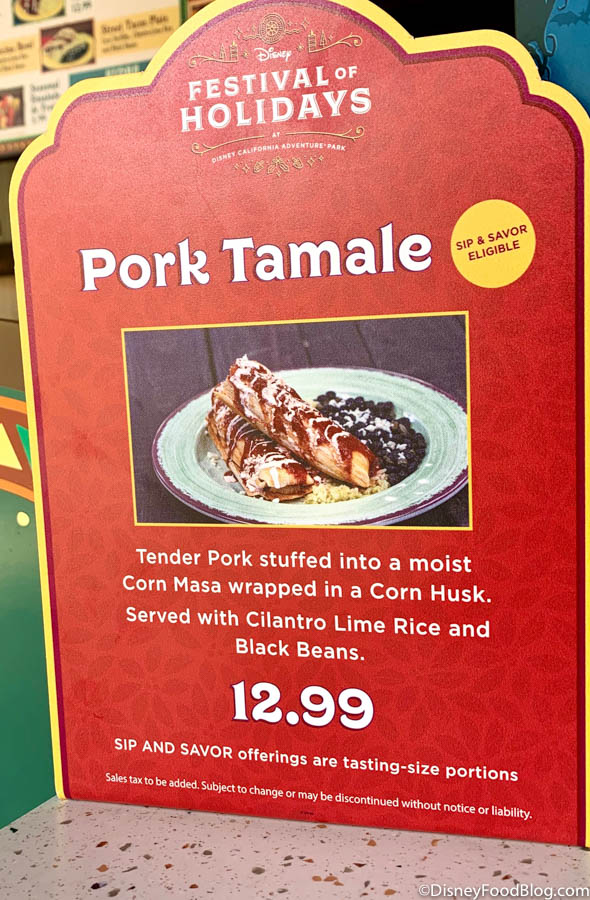 Disney
FESTIVAL OF
HOLIDAYS
AT
DISNEY CALIFORNIA ADVENTURE® PARK
Pork Tamale
SIP & SAVOR
ELIGIBLE
Tender Pork stuffed into a moist
Corn Masa wrapped in a Corn Husk.
Served with Cilantro Lime Rice and
Black Beans.
12.99
SIP AND SAVOR offerings are tasting-size portions
Sales tax to be added. Subject to change or may be discontinued without notice or liability.
©DisneyFoodBlog.com